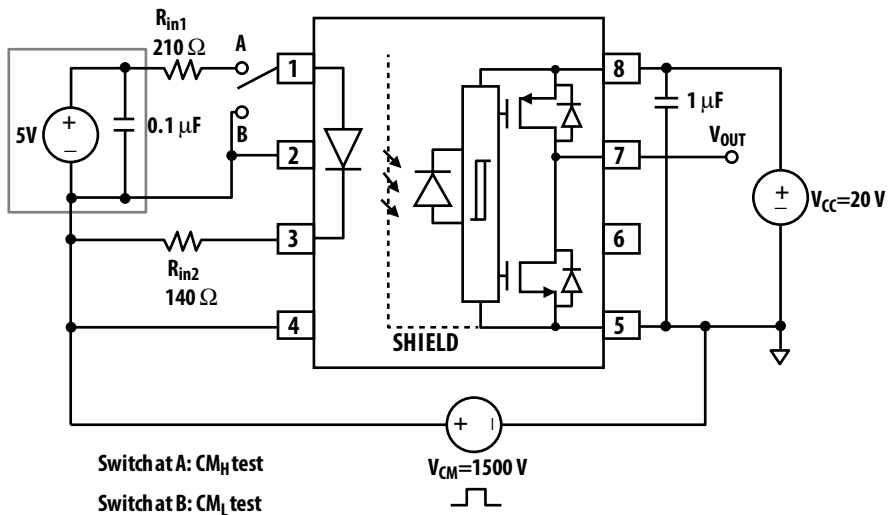 Rin1
210 Ω
A
1
8
5V
+
−
0.1 µF
B
1 µF
2
7
VOUT
+
−
VCC=20 V
3
6
Rin2
140 Ω
4
5
SHIELD
+
−
VCM=1500 V
Switch at A: CMH test
Switch at B: CML test